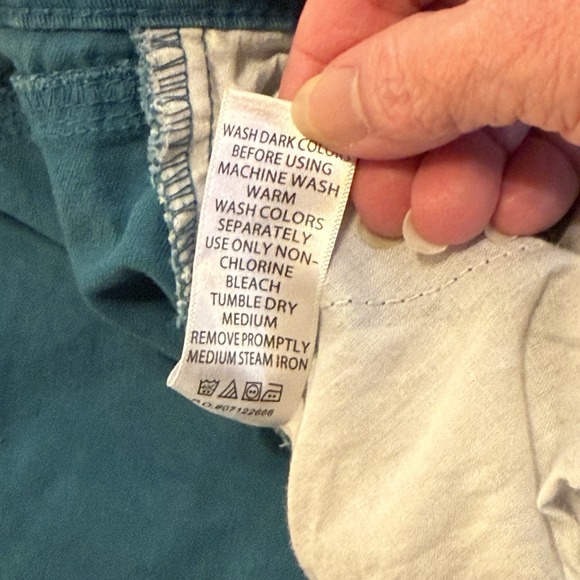 WASH DARK COLORS
BEFORE USING
MACHINE WASH
WARM
WASH COLORS
SEPARATELY
USE ONLY NON-
CHLORINE
BLEACH
TUMBLE DRY
MEDIUM
REMOVE PROMPTLY
MEDIUM STEAM IRON
P.O.#07122666